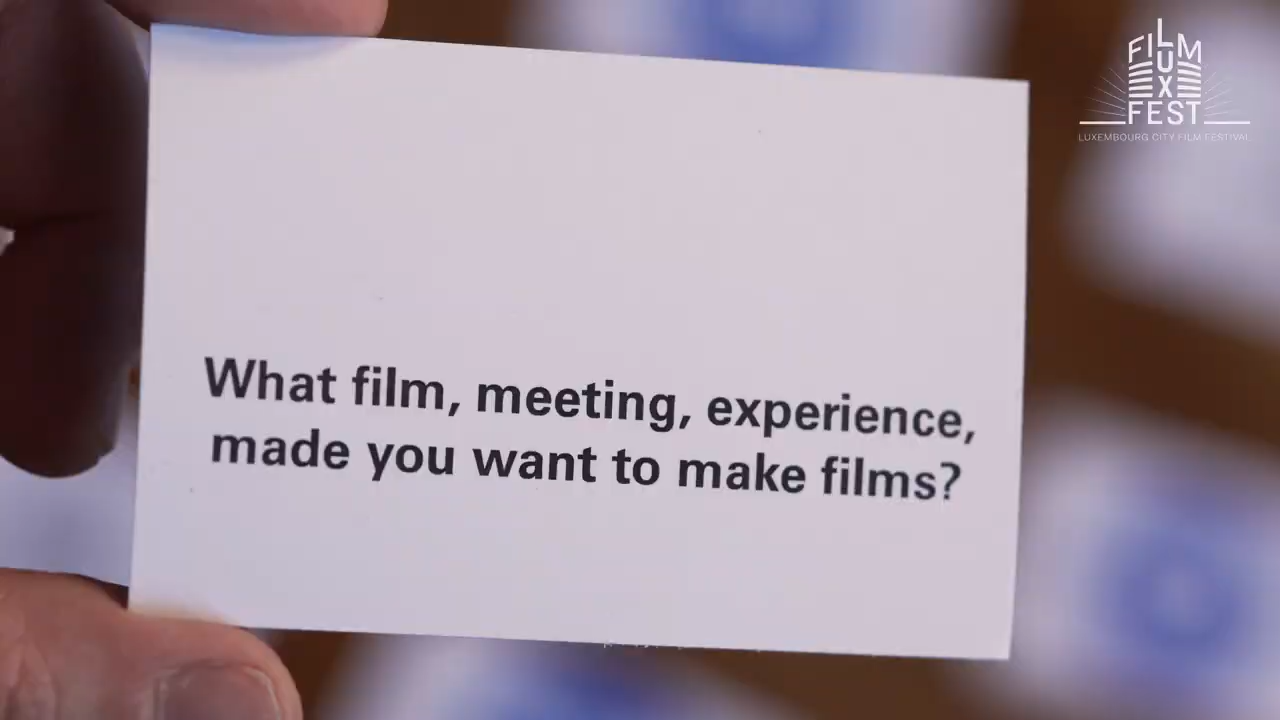 FILM
LUX
FEST
LUXEMBOURG CITY FILM FESTIVAL
What film, meeting, experience,
made you want to make films?